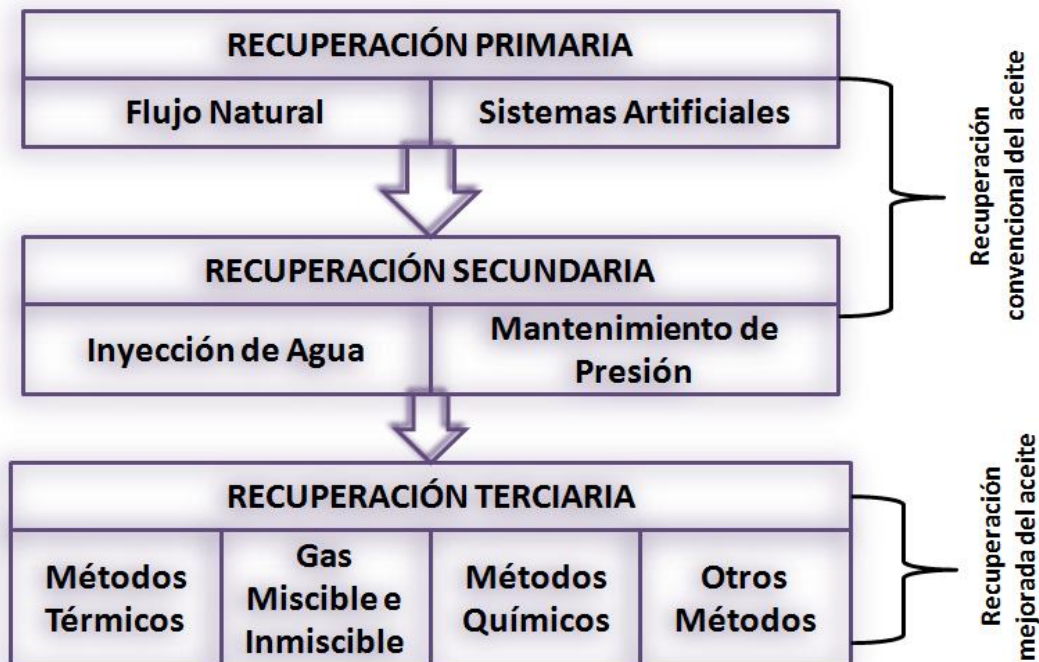 RECUPERACIÓN PRIMARIA
Flujo Natural
Sistemas Artificiales
Recuperación
convencional del aceite
RECUPERACIÓN SECUNDARIA
Inyección de Agua
Mantenimiento de
Presión
RECUPERACIÓN TERCIARIA
Métodos
Térmicos
Gas
Miscible e
Inmiscible
Métodos
Químicos
Otros
Métodos
Recuperación
mejorada del aceite